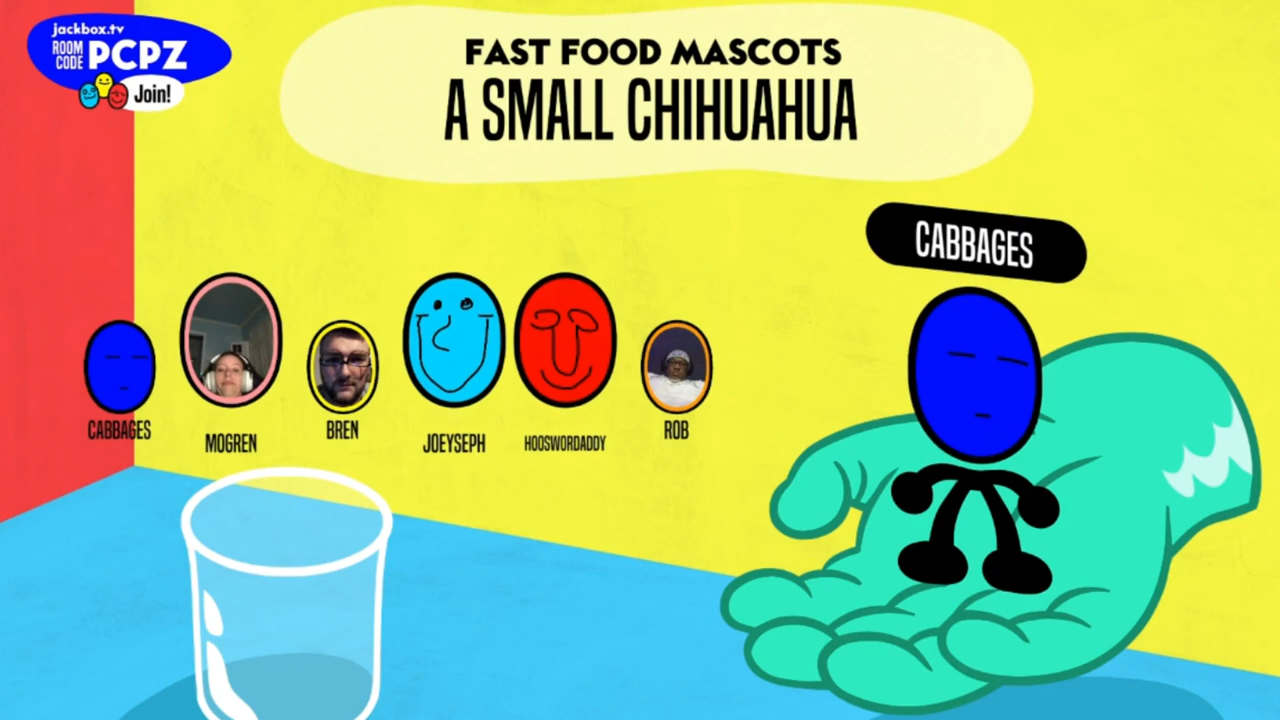 jackbox.tv
ROOM CODE PCPZ
Join!
FAST FOOD MASCOTS
A SMALL CHIHUAHUA
CABBAGES
CABBAGES
MOGREN
BREN
JOEYSEPH
HOOSWORDADDY
ROB